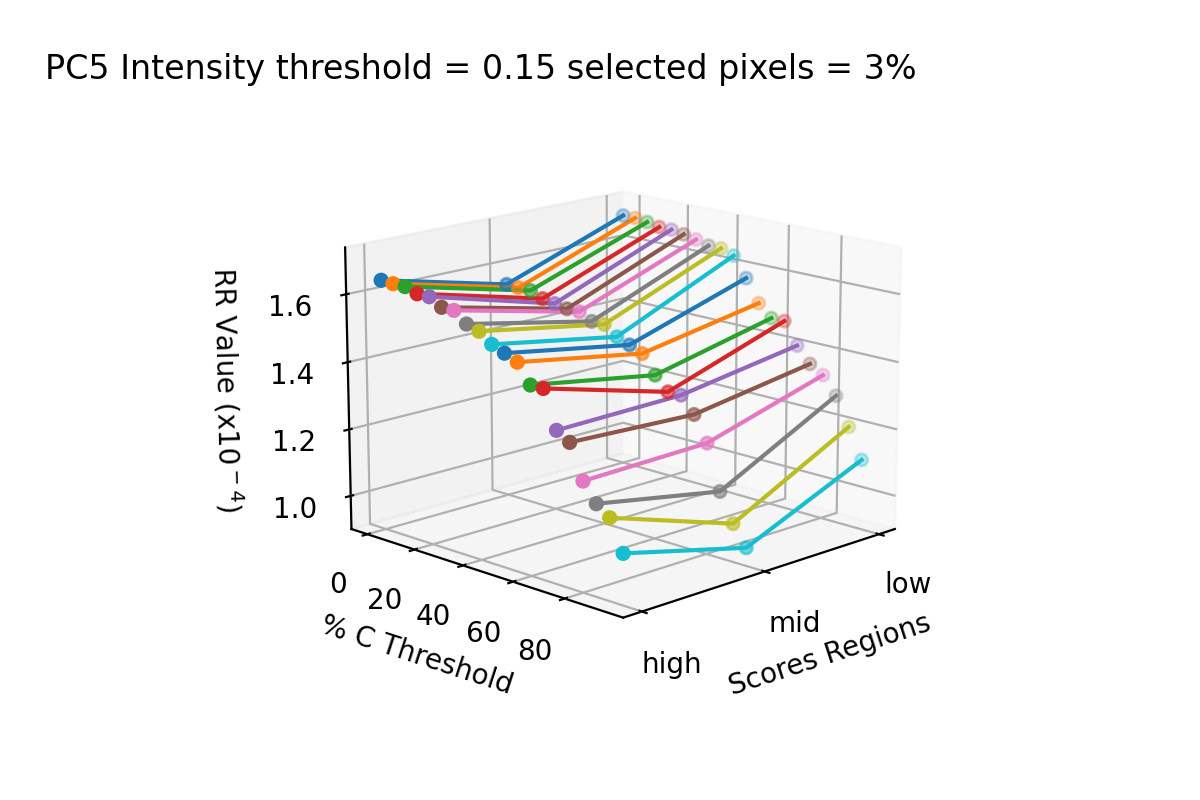 PC5 Intensity threshold = 0.15 selected pixels = 3%
RR Value (x10⁻⁴)
1.6
1.4
1.2
1.0
0
20
40
60
80
% C Threshold
high
mid
low
Scores Regions